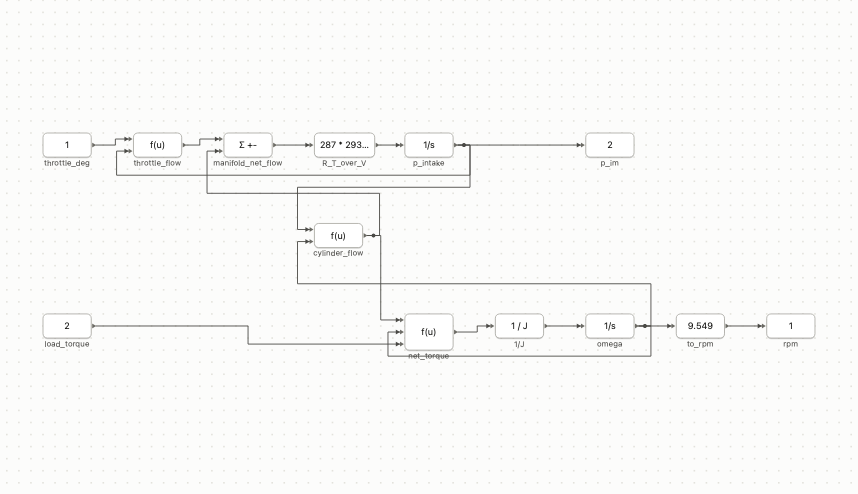 1
throttle_deg
f(u)
throttle_flow
Σ +-
manifold_net_flow
287 * 293...
R_T_over_V
1/s
p_intake
2
p_im
f(u)
cylinder_flow
2
load_torque
f(u)
net_torque
1 / J
1/J
1/s
omega
9.549
to_rpm
1
rpm